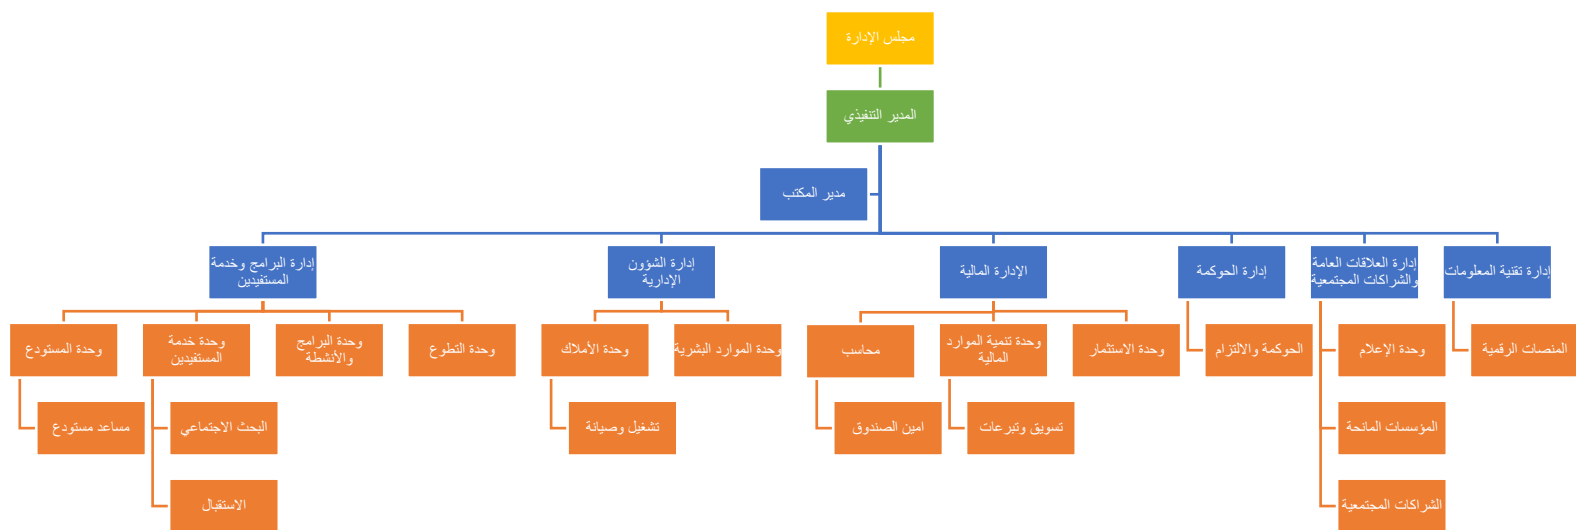 مجلس الإدارة
المدير التنفيذي
مدير المكتب
إدارة تقنية المعلومات
إدارة العلاقات العامة
والشراكات المجتمعية
إدارة الحوكمة
الإدارة المالية
إدارة الشؤون
الإدارية
إدارة البرامج وخدمة
المستفيدين
المنصات الرقمية
وحدة الإعلام
الحوكمة والالتزام
وحدة الاستثمار
وحدة تنمية الموارد
المالية
محاسب
وحدة الموارد البشرية
وحدة الأملاك
وحدة التطوع
وحدة البرامج
والأنشطة
وحدة خدمة
المستفيدين
وحدة المستودع
المؤسسات المانحة
تسويق وتبرعات
امين الصندوق
تشغيل وصيانة
البحث الاجتماعي
مساعد مستودع
الشراكات المجتمعية
الاستقبال